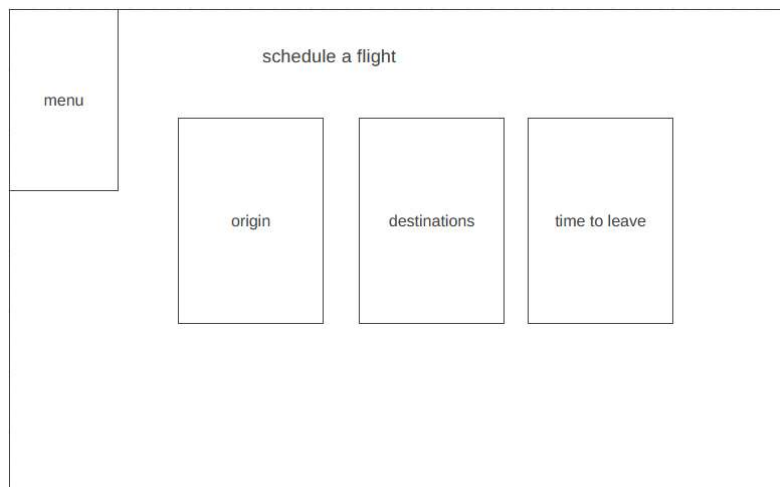 schedule a flight
menu
origin
destinations
time to leave